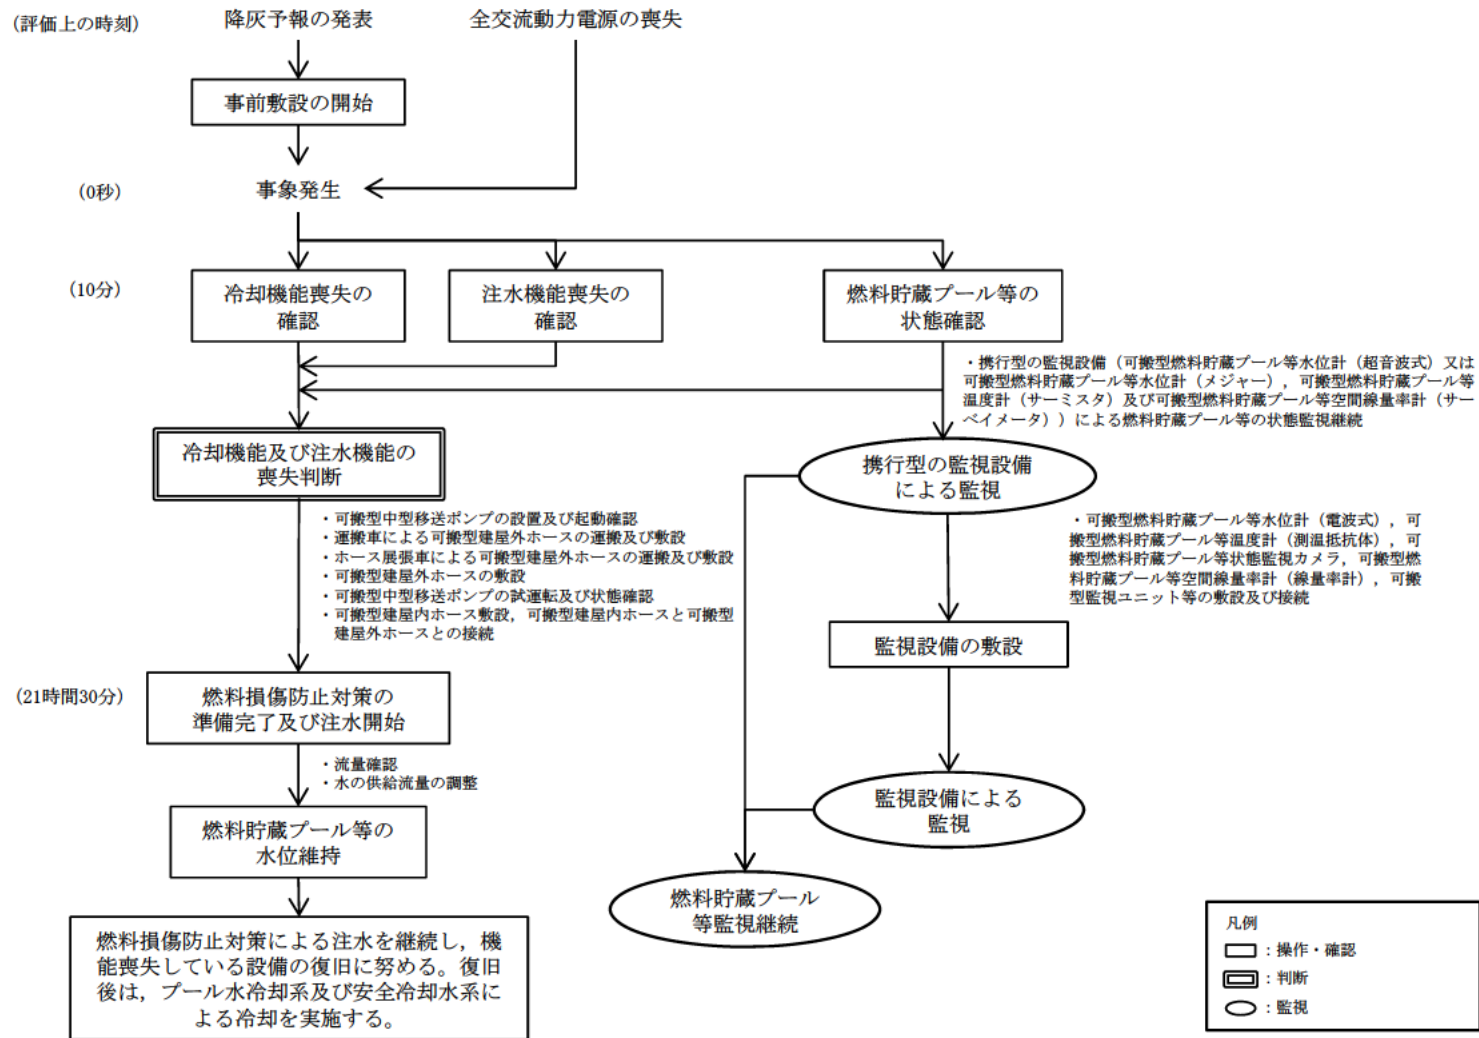 (評価上の時刻)
降灰予報の発表
全交流動力電源の喪失
事前敷設の開始
(0秒)
事象発生
(10分)
冷却機能喪失の
確認
注水機能喪失の
確認
燃料貯蔵プール等の
状態確認
・携行型の監視設備（可搬型燃料貯蔵プール等水位計（超音波式）又は
可搬型燃料貯蔵プール等水位計（メジャー），可搬型燃料貯蔵プール等
温度計（サーミスタ）及び可搬型燃料貯蔵プール等空間線量率計（サー
ベイメータ））による燃料貯蔵プール等の状態監視継続
冷却機能及び注水機能の
喪失判断
携行型の監視設備
による監視
・可搬型中型移送ポンプの設置及び起動確認
・運搬車による可搬型建屋外ホースの運搬及び敷設
・ホース展張車による可搬型建屋外ホースの運搬及び敷設
・可搬型建屋外ホースの敷設
・可搬型中型移送ポンプの試運転及び状態確認
・可搬型建屋内ホース敷設，可搬型建屋内ホースと可搬型
建屋外ホースとの接続
・可搬型燃料貯蔵プール等水位計（電波式），可
搬型燃料貯蔵プール等温度計（測温抵抗体），可
搬型燃料貯蔵プール等状態監視カメラ，可搬型燃
料貯蔵プール等空間線量率計（線量率計），可搬
型監視ユニット等の敷設及び接続
監視設備の敷設
(21時間30分)
燃料損傷防止対策の
準備完了及び注水開始
・流量確認
・水の供給流量の調整
監視設備による
監視
燃料貯蔵プール等の
水位維持
燃料貯蔵プール
等監視継続
燃料損傷防止対策による注水を継続し，機
能喪失している設備の復旧に努める。復旧
後は，プール水冷却系及び安全冷却水系に
よる冷却を実施する。
凡例
：操作・確認
：判断
：監視